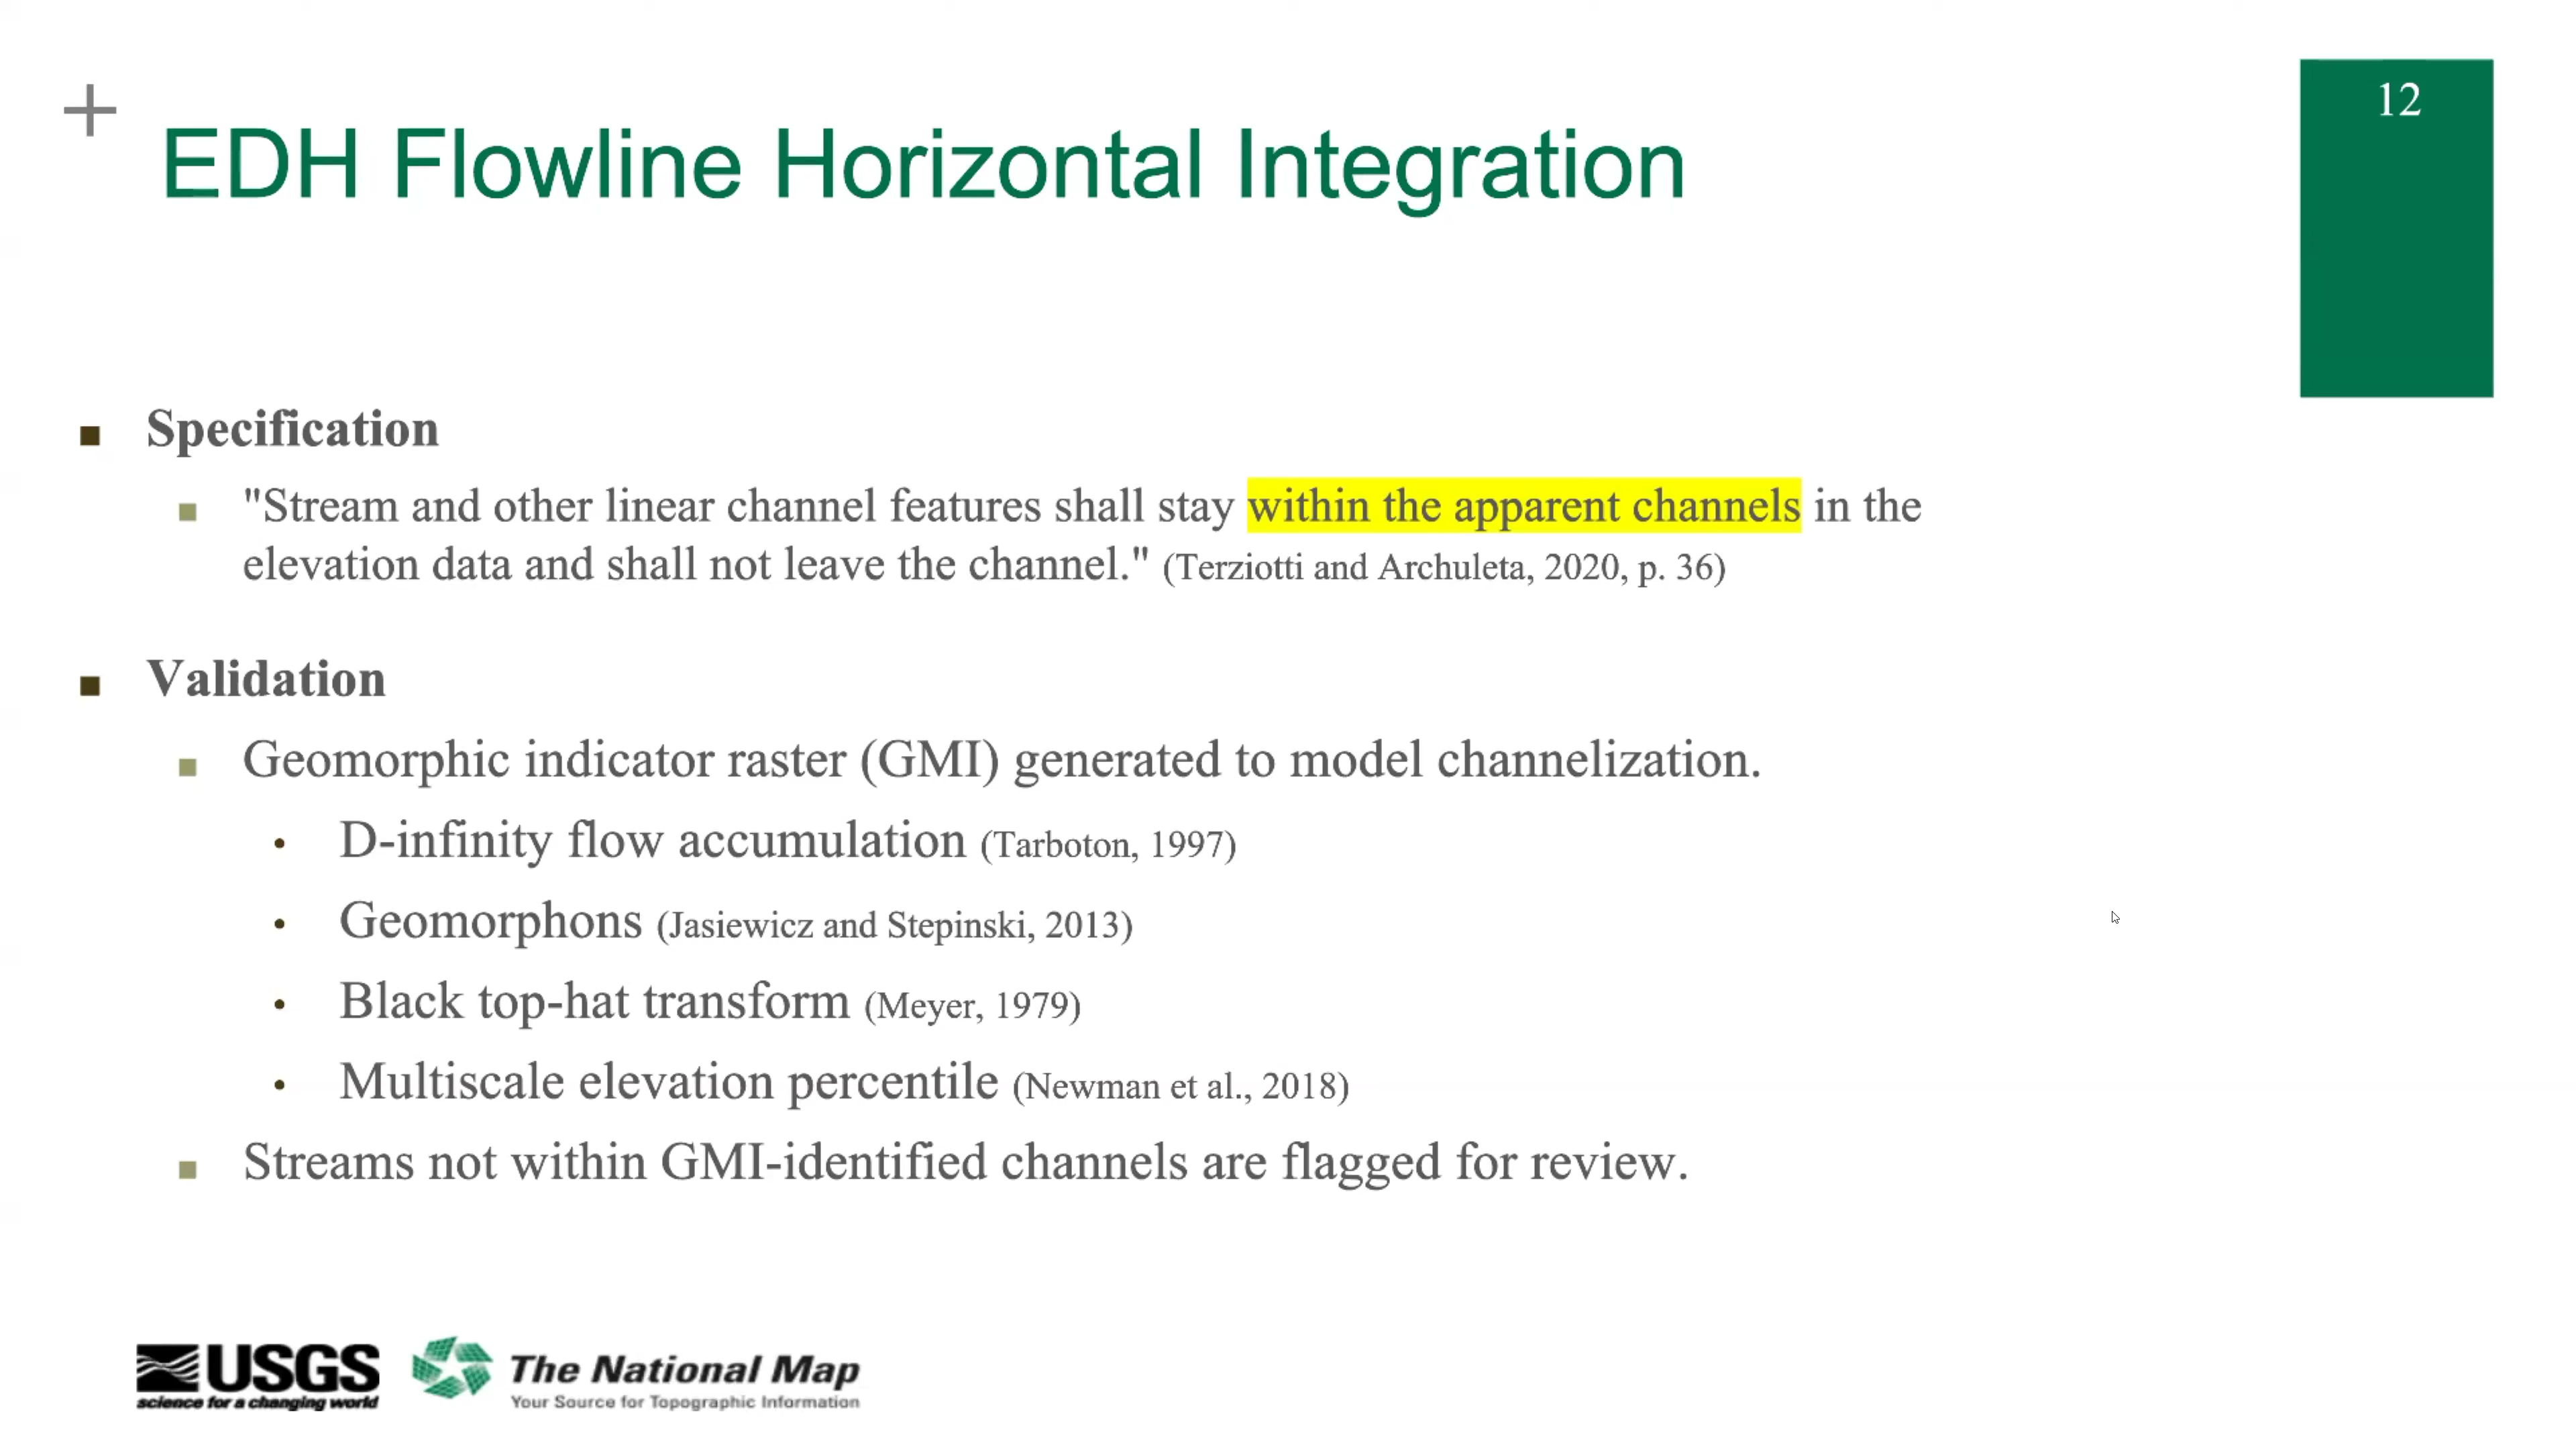 12
+ EDH Flowline Horizontal Integration
■ Specification
■ "Stream and other linear channel features shall stay within the apparent channels in the
elevation data and shall not leave the channel." (Terziotti and Archuleta, 2020, p. 36)
■ Validation
■ Geomorphic indicator raster (GMI) generated to model channelization.
• D-infinity flow accumulation (Tarboton, 1997)
• Geomorphons (Jasiewicz and Stepinski, 2013)
• Black top-hat transform (Meyer, 1979)
• Multiscale elevation percentile (Newman et al., 2018)
■ Streams not within GMI-identified channels are flagged for review.
USGS
science for a changing world
The National Map
Your Source for Topographic Information